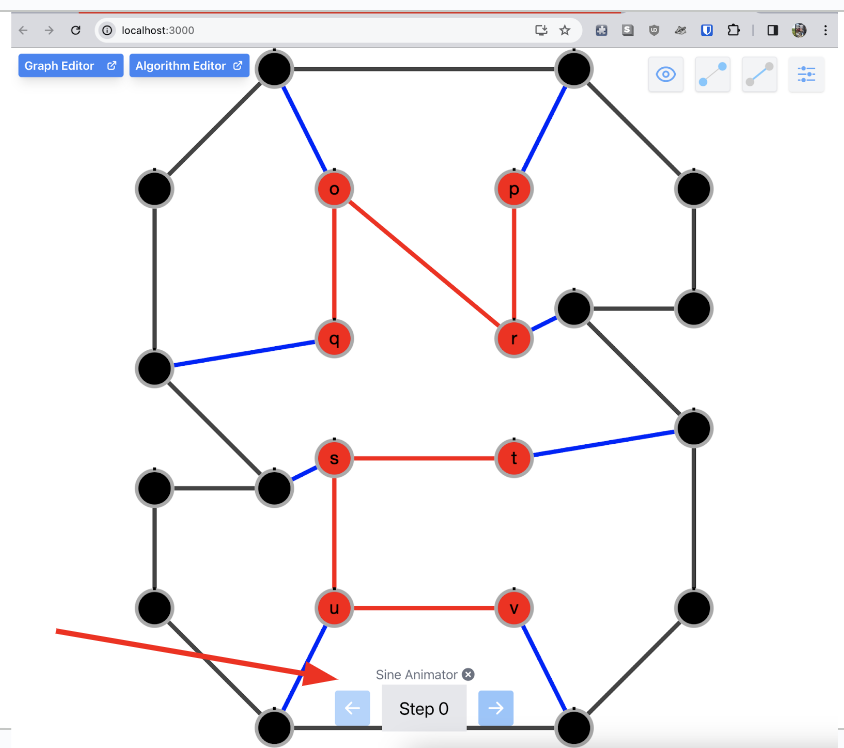 localhost:3000
Graph Editor
Algorithm Editor
o
p
q
r
s
t
u
v
Sine Animator
Step 0